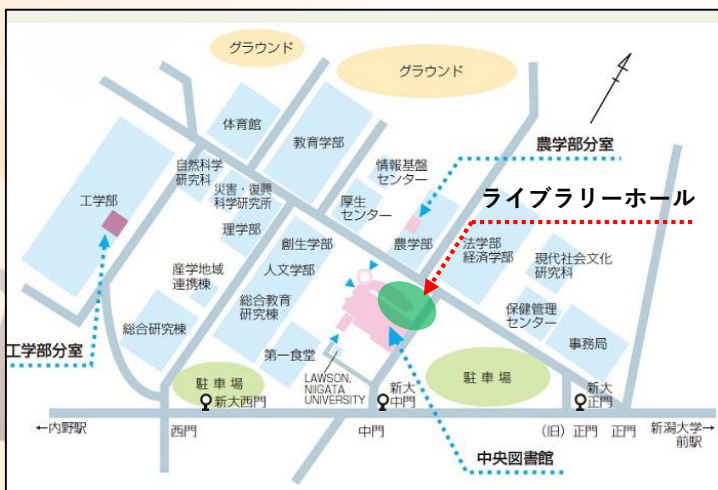 グラウンド
グラウンド
体育館
教育学部
農学部分室
自然科学
研究科
情報基盤
センター
工学部
災害・復興
科学研究所
厚生
センター
ライブラリーホール
理学部
創生学部
農学部
法学部
経済学部
現代社会文化
研究科
産学地域
連携棟
人文学部
総合教育
研究棟
保健管理
センター
総合研究棟
事務局
工学部分室
第一食堂
駐車場
LAWSON,
NIIGATA
UNIVERSITY
新大
中門
駐車場
新大
正門
新大西門
←内野駅
西門
中門
(旧)正門
正門
新潟大学→
前駅
中央図書館